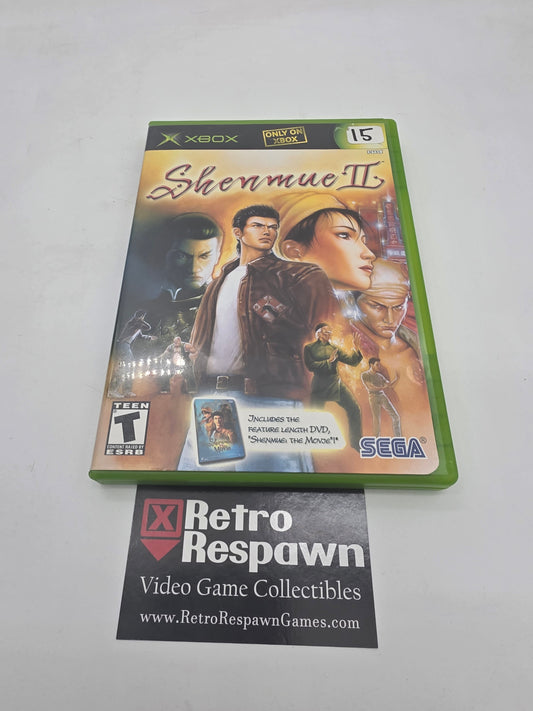 XBOX
ONLY ON
XBOX
15
Shenmue II
TEEN
T
CONTENT RATED BY
ESRB
INCLUDES THE
FEATURE LENGTH DVD,
"SHENMUE: THE MOVIE"!
SEGA
Retro
Respawn
Video Game Collectibles
www.RetroRespawnGames.com